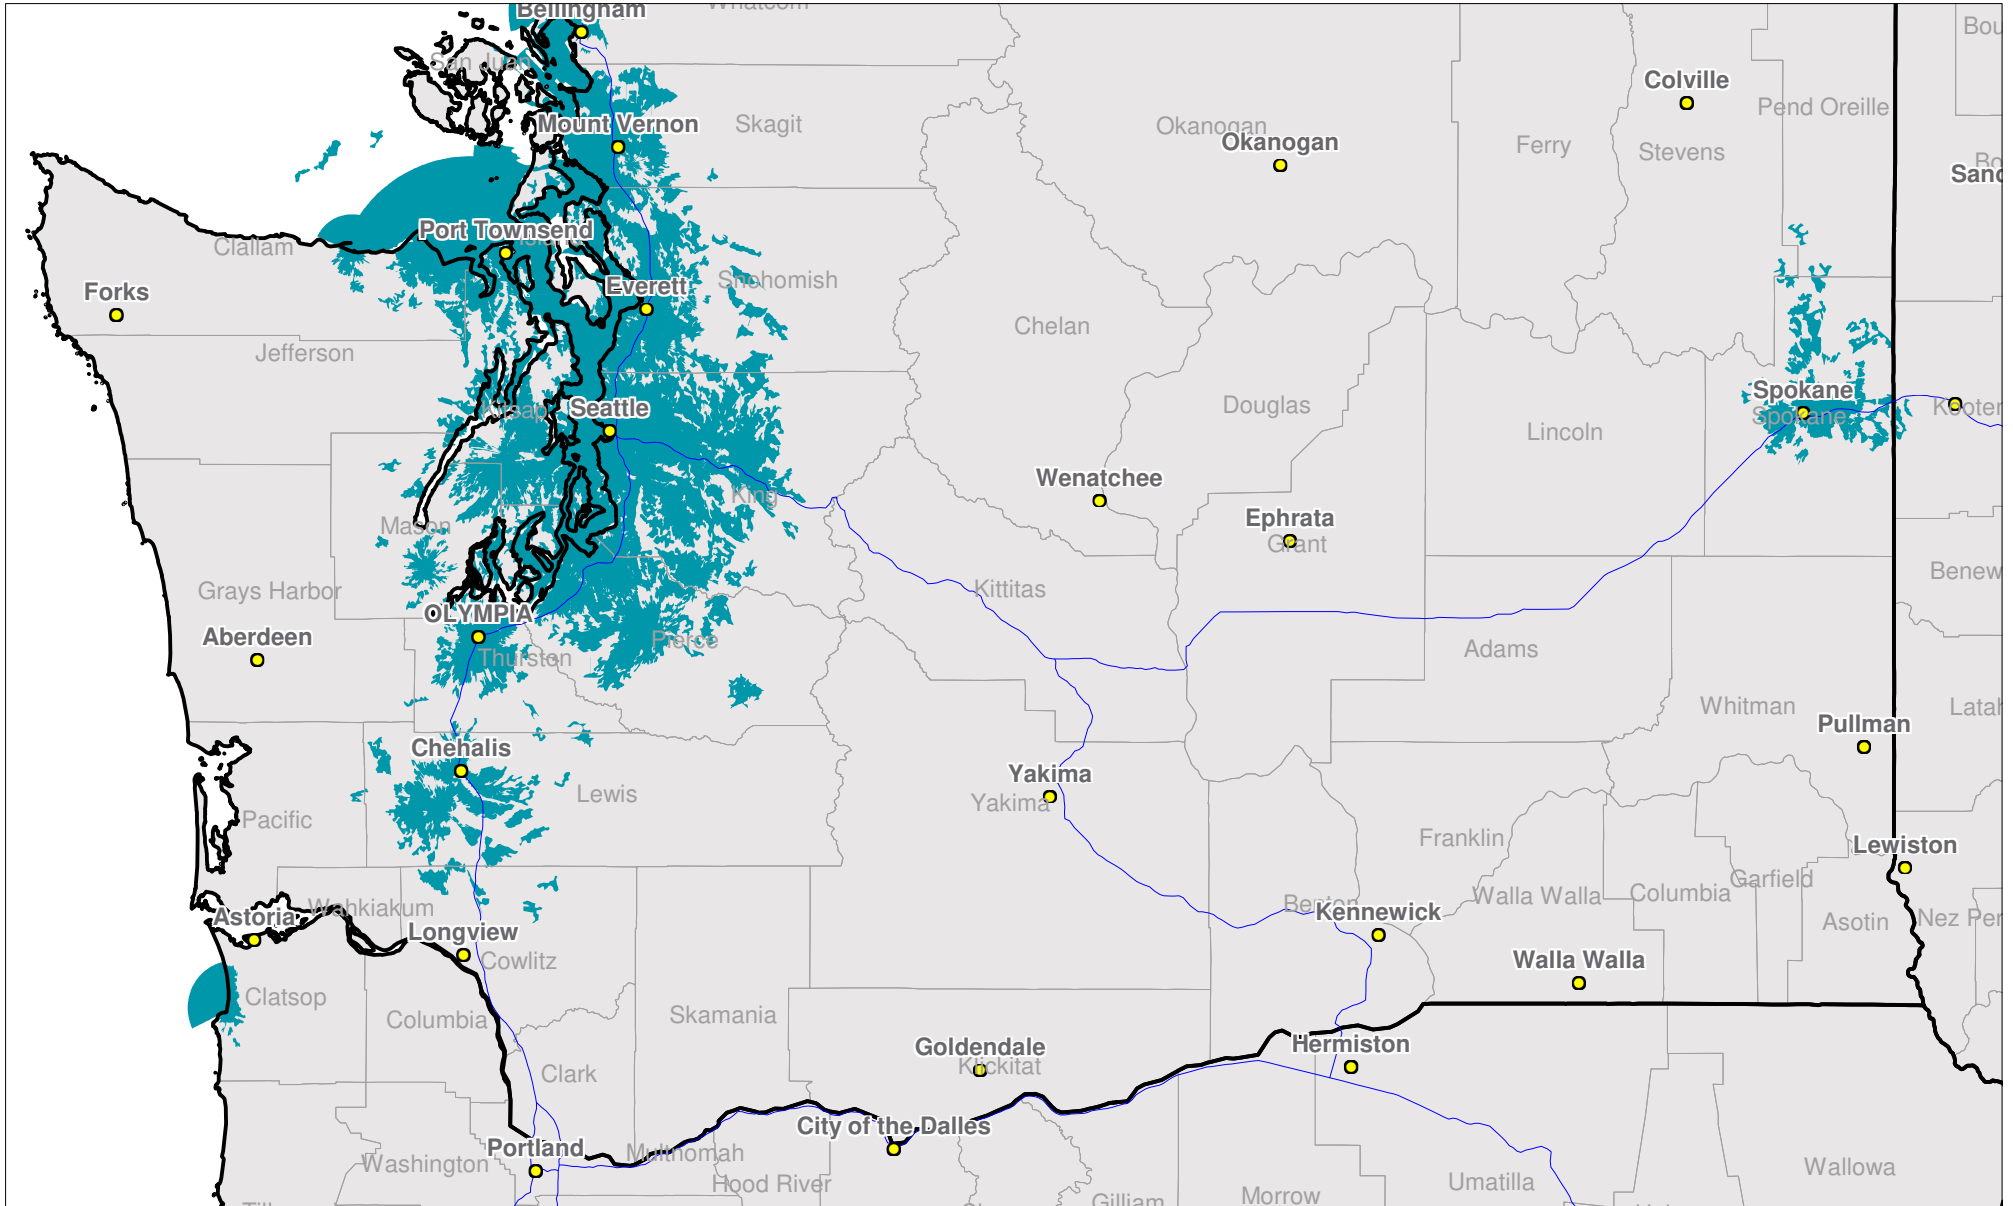 Bellingham
Whatcom
San Juan
Colville
Pend Oreille
Mount Vernon
Skagit
Okanogan
Okanogan
Ferry
Stevens
Clallam
Port Townsend
Snohomish
Forks
Everett
Chelan
Jefferson
Kitsap
Seattle
Douglas
Spokane
Spokane
Lincoln
Wenatchee
King
Ephrata
Grant
Mason
Grays Harbor
Kittitas
OLYMPIA
Aberdeen
Thurston
Pierce
Adams
Whitman
Pullman
Chehalis
Lewis
Yakima
Yakima
Pacific
Franklin
Lewiston
Garfield
Walla Walla
Columbia
Benton
Kennewick
Asotin
Nez Per
Astoria
Wahkiakum
Longview
Cowlitz
Walla Walla
Clatsop
Columbia
Skamania
Goldendale
Klickitat
Hermiston
Clark
City of the Dalles
Portland
Multnomah
Washington
Hood River
Wallowa
Umatilla
Morrow
Gilliam